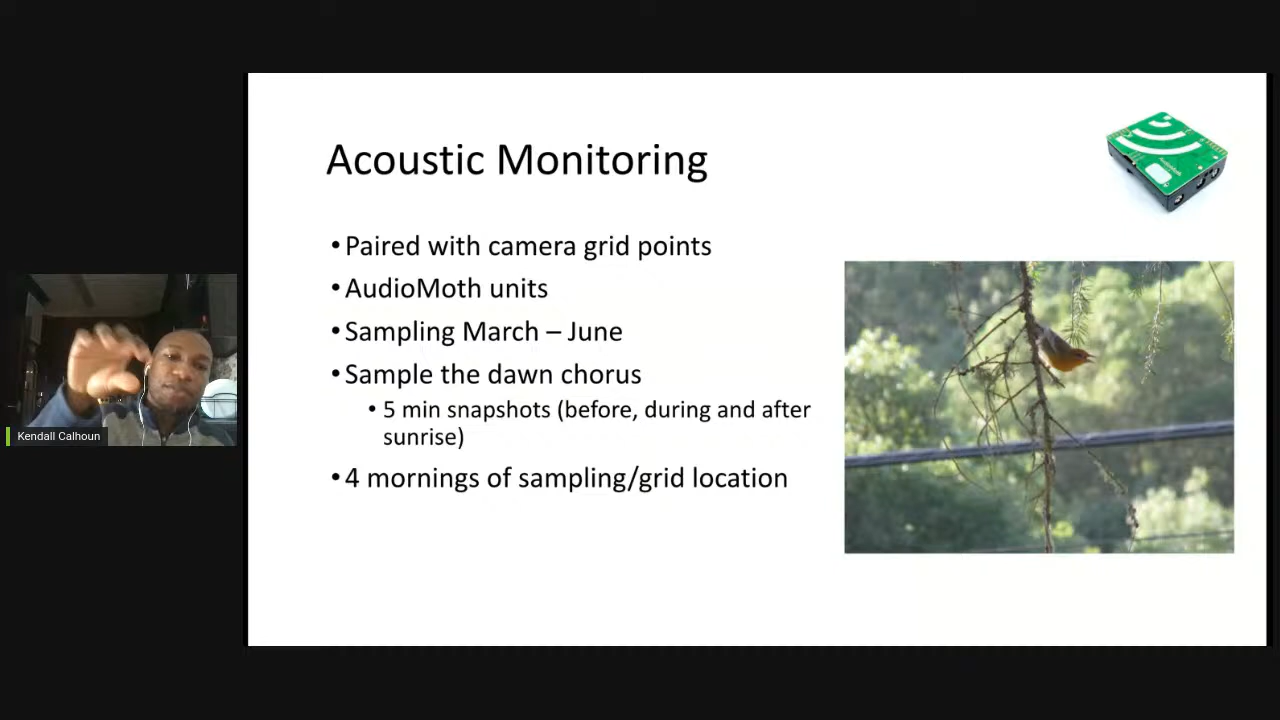 Acoustic Monitoring
•Paired with camera grid points
•AudioMoth units
•Sampling March – June
•Sample the dawn chorus
• 5 min snapshots (before, during and after
sunrise)
•4 mornings of sampling/grid location
Kendall Calhoun